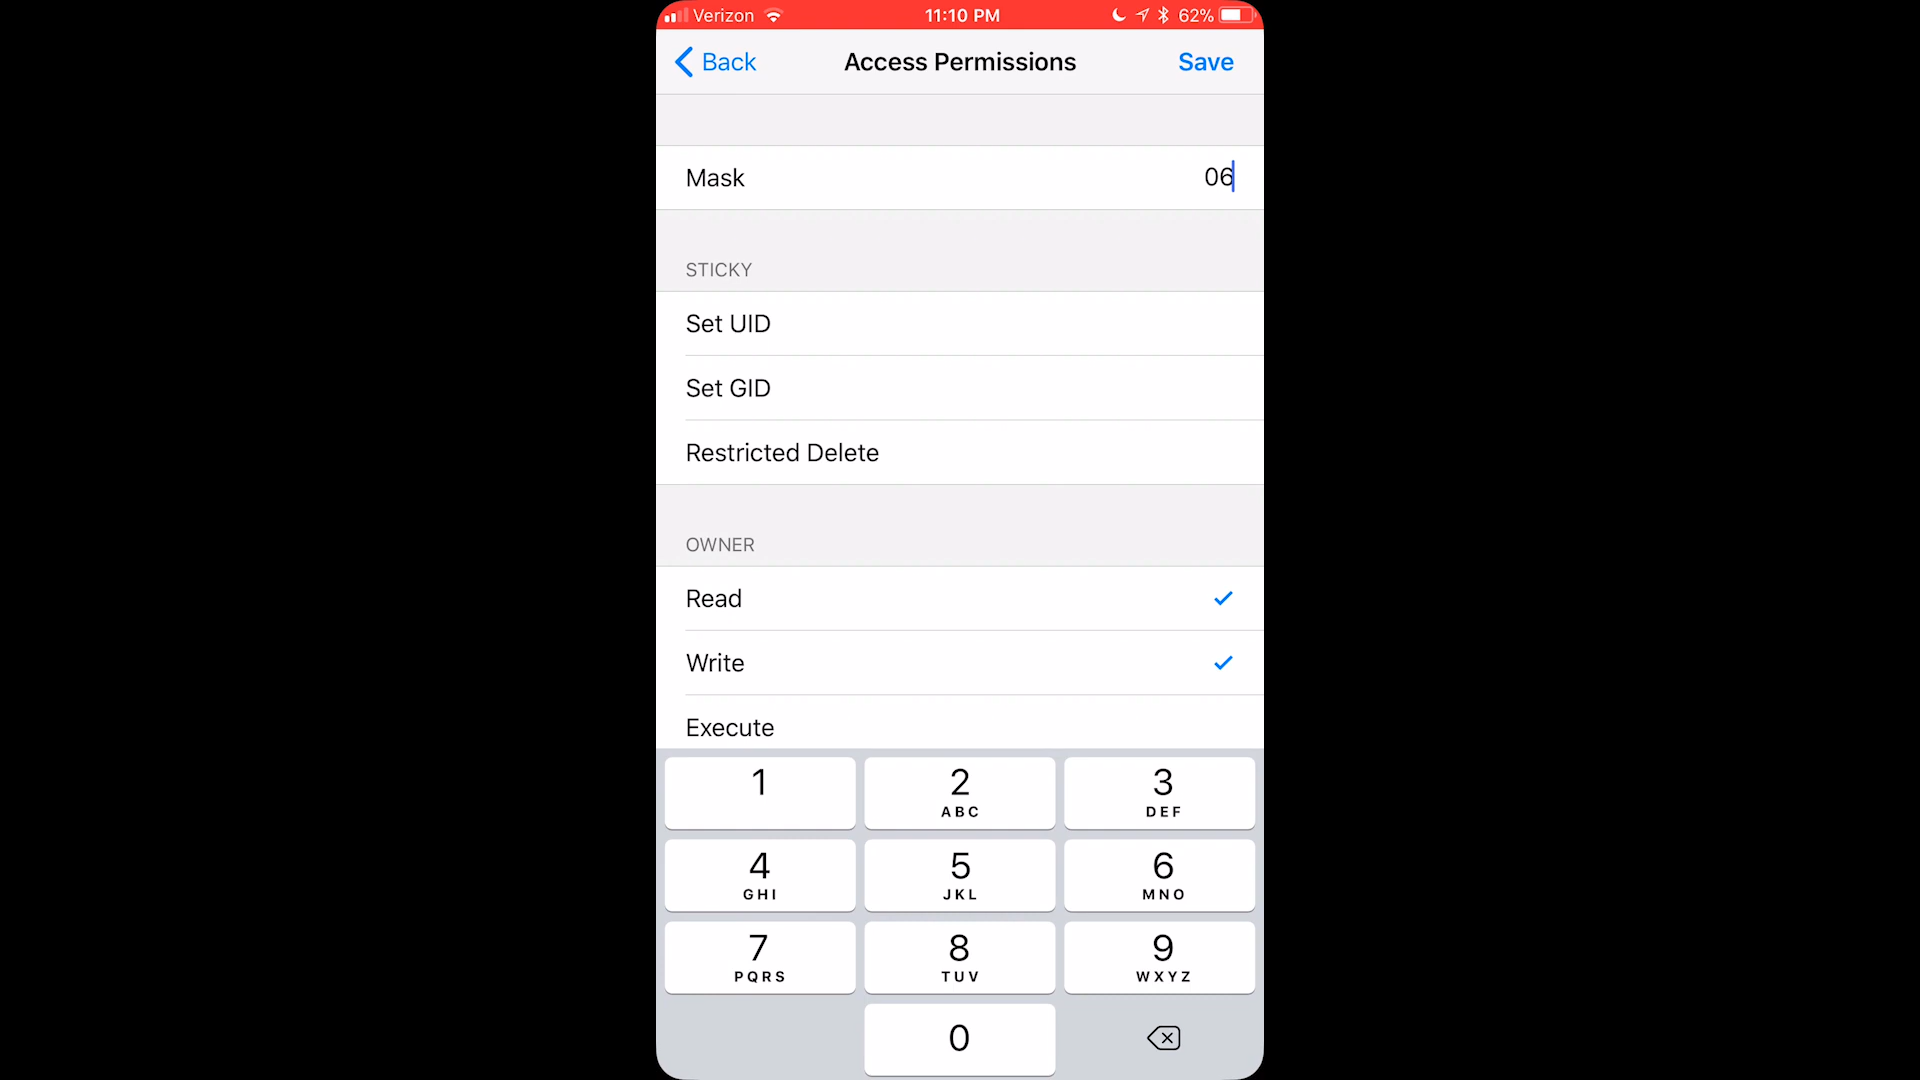 Verizon 11:10 PM 62%
Back Access Permissions Save
Mask 06
STICKY
Set UID
Set GID
Restricted Delete
OWNER
Read
Write
Execute
1 2 3
ABC DEF
4 5 6
GHI JKL MNO
7 8 9
PQRS TUV WXYZ
0